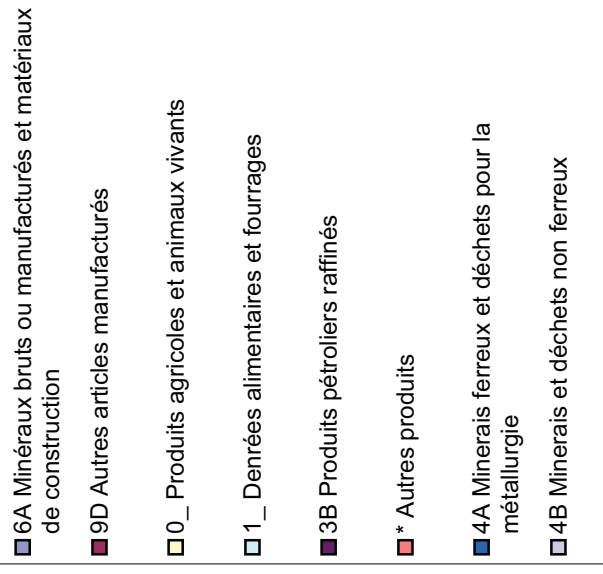 6A Minéraux bruts ou manufacturés et matériaux
de construction
9D Autres articles manufacturés
0_ Produits agricoles et animaux vivants
1_ Denrées alimentaires et fourrages
3B Produits pétroliers raffinés
* Autres produits
4A Minerais ferreux et déchets pour la
métallurgie
4B Minerais et déchets non ferreux